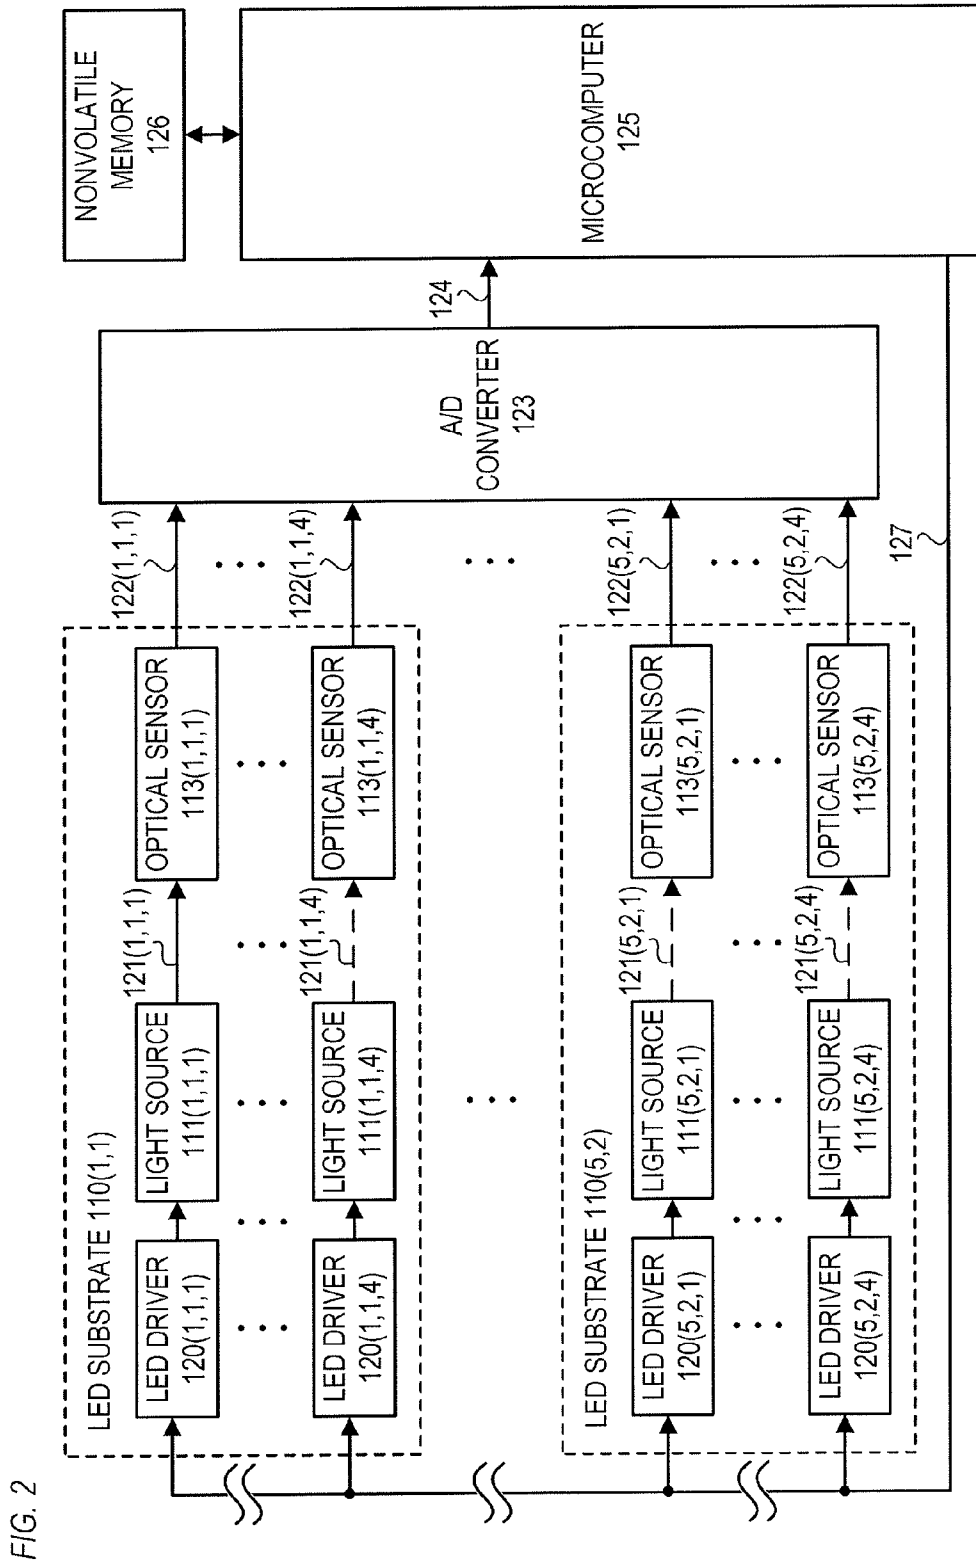 FIG. 2
LED SUBSTRATE 110(1,1)
LED DRIVER
120(1,1,1)
LIGHT SOURCE
111(1,1,1)
121(1,1,1)
OPTICAL SENSOR
113(1,1,1)
122(1,1,1)
LED DRIVER
120(1,1,4)
LIGHT SOURCE
111(1,1,4)
121(1,1,4)
OPTICAL SENSOR
113(1,1,4)
122(1,1,4)
LED SUBSTRATE 110(5,2)
LED DRIVER
120(5,2,1)
LIGHT SOURCE
111(5,2,1)
121(5,2,1)
OPTICAL SENSOR
113(5,2,1)
122(5,2,1)
LED DRIVER
120(5,2,4)
LIGHT SOURCE
111(5,2,4)
121(5,2,4)
OPTICAL SENSOR
113(5,2,4)
122(5,2,4)
A/D
CONVERTER
123
124
NONVOLATILE
MEMORY
126
MICROCOMPUTER
125
127